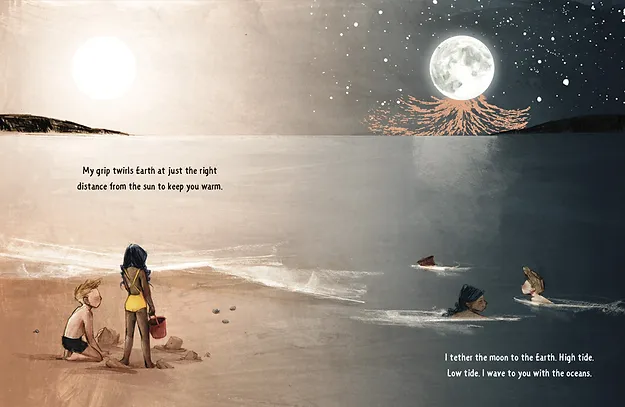 My grip twirls Earth at just the right
distance from the sun to keep you warm.
I tether the moon to the Earth. High tide.
Low tide. I wave to you with the oceans.